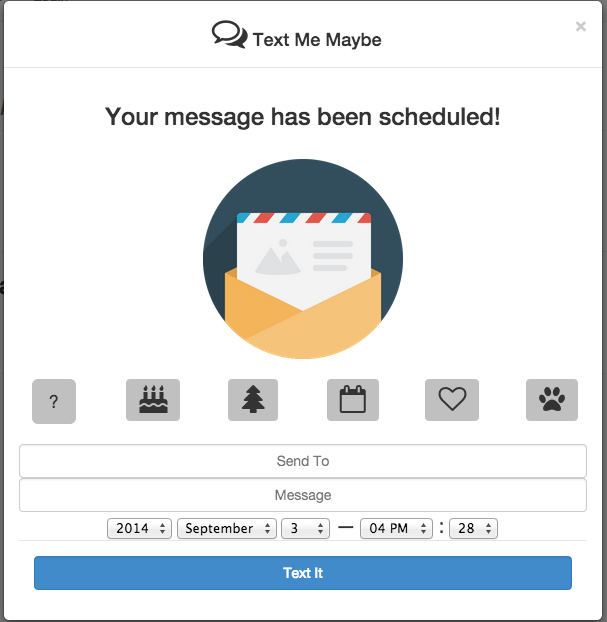 Text Me Maybe
×
Your message has been scheduled!
?
Send To
Message
2014 September 3 — 04 PM : 28
Text It